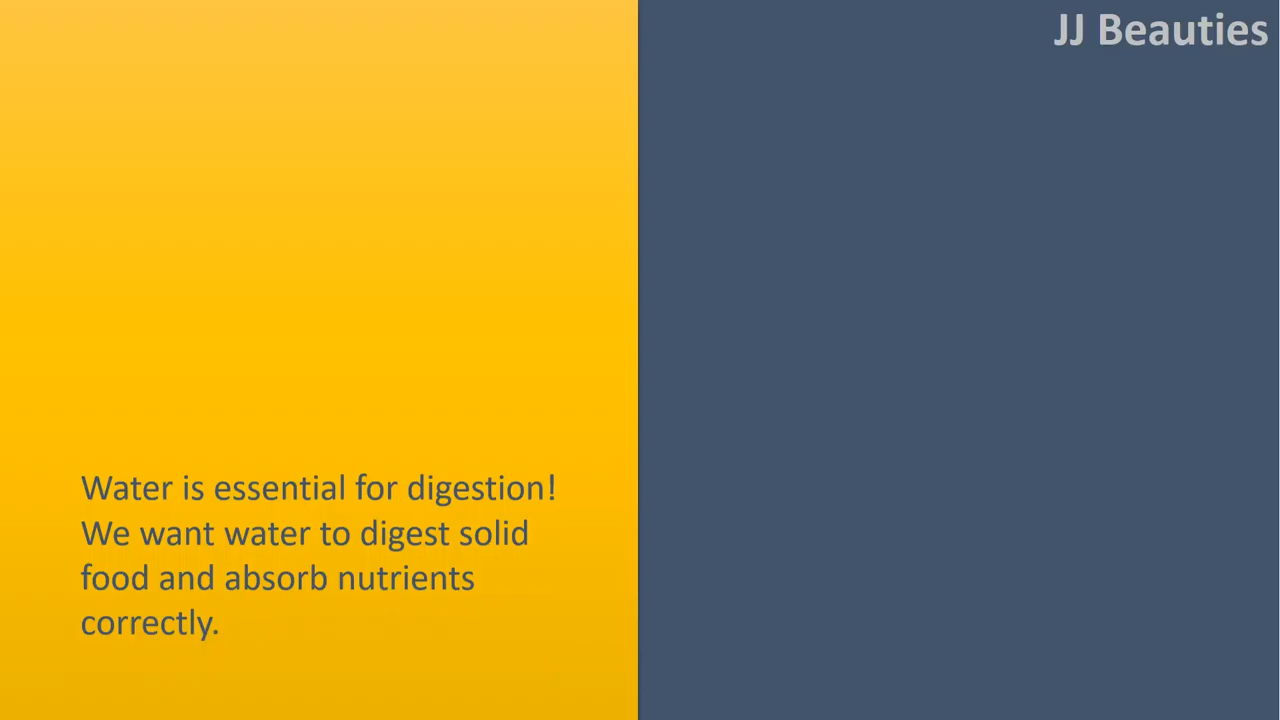 JJ Beauties
Water is essential for digestion!
We want water to digest solid
food and absorb nutrients
correctly.